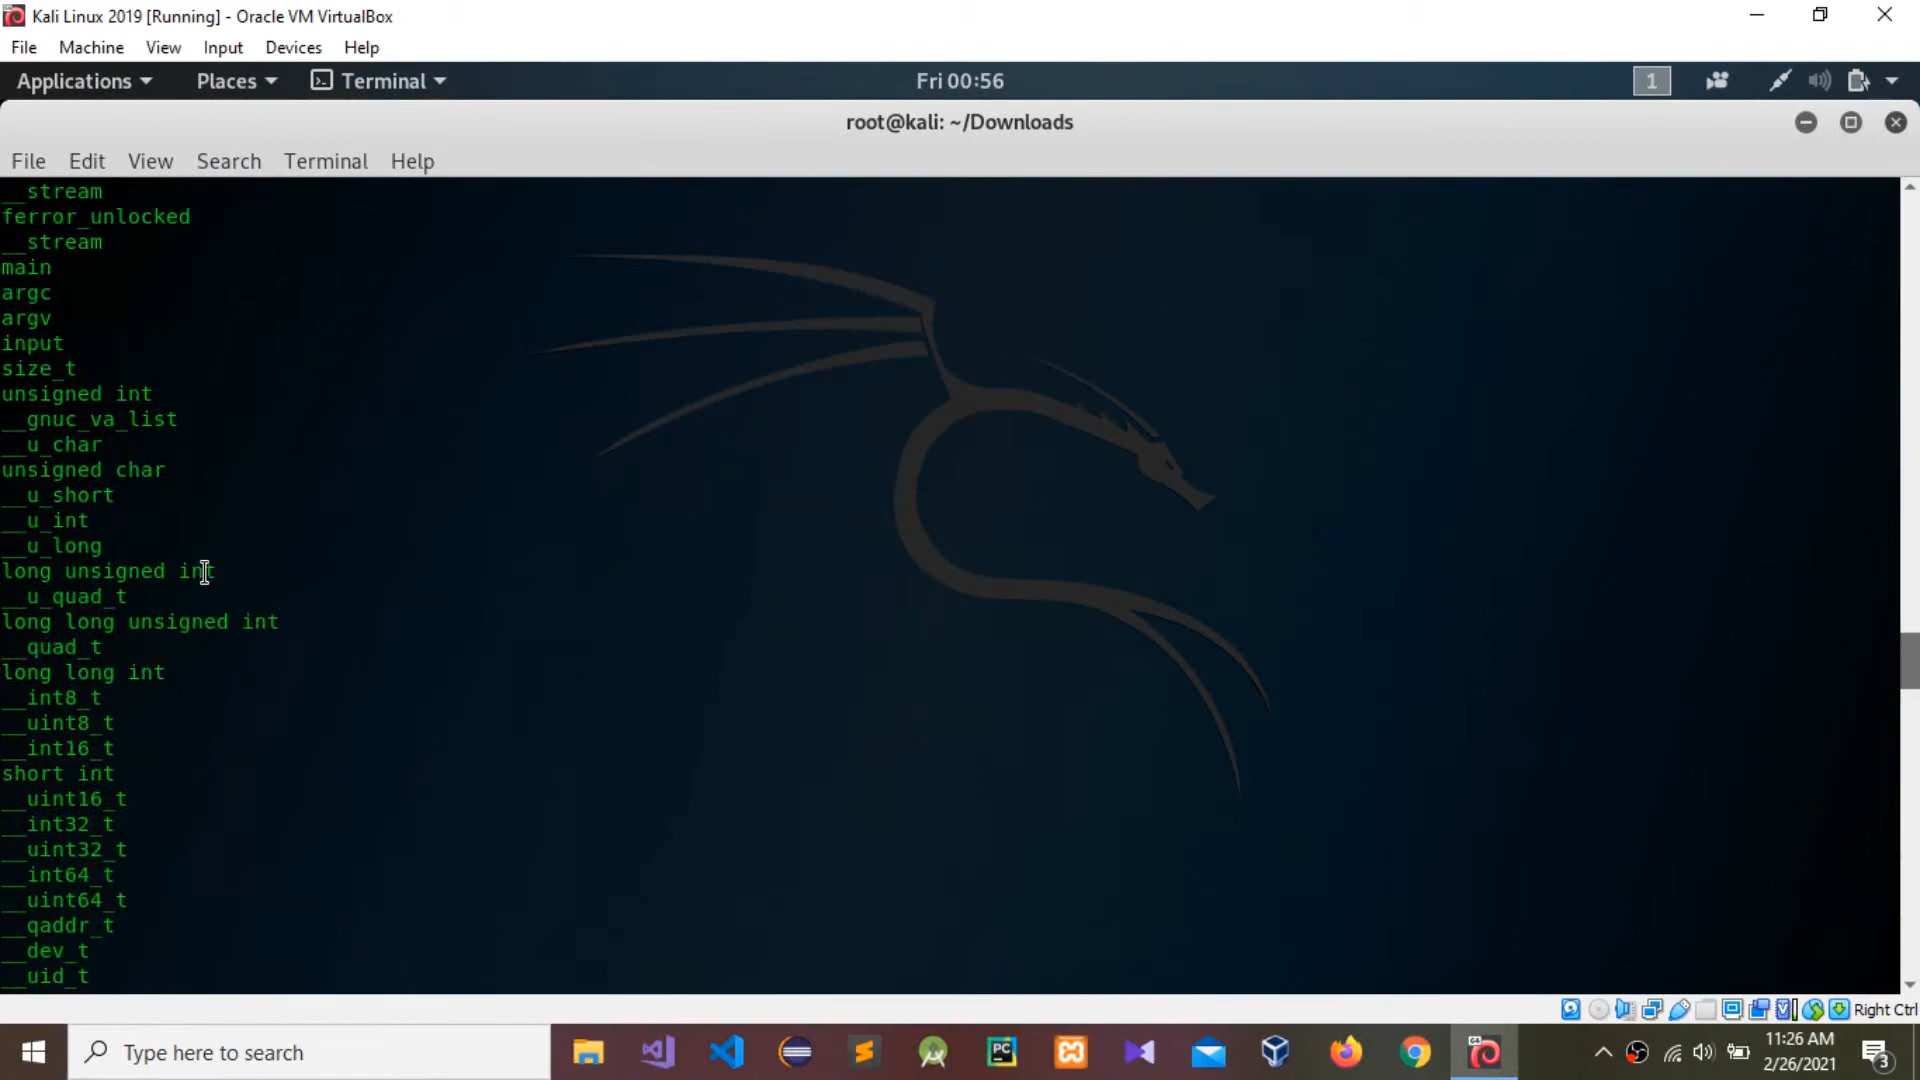 Kali Linux 2019 [Running] - Oracle VM VirtualBox
File Machine View Input Devices Help
Applications Places Terminal Fri 00:56 1
root@kali: ~/Downloads
File Edit View Search Terminal Help
__stream
ferror_unlocked
__stream
main
argc
argv
input
size_t
unsigned int
__gnuc_va_list
__u_char
unsigned char
__u_short
__u_int
__u_long
long unsigned int
__u_quad_t
long long unsigned int
__quad_t
long long int
__int8_t
__uint8_t
__int16_t
short int
__uint16_t
__int32_t
__uint32_t
__int64_t
__uint64_t
__qaddr_t
__dev_t
__uid_t
Right Ctrl
Type here to search
PC
64
11:26 AM
2/26/2021
3